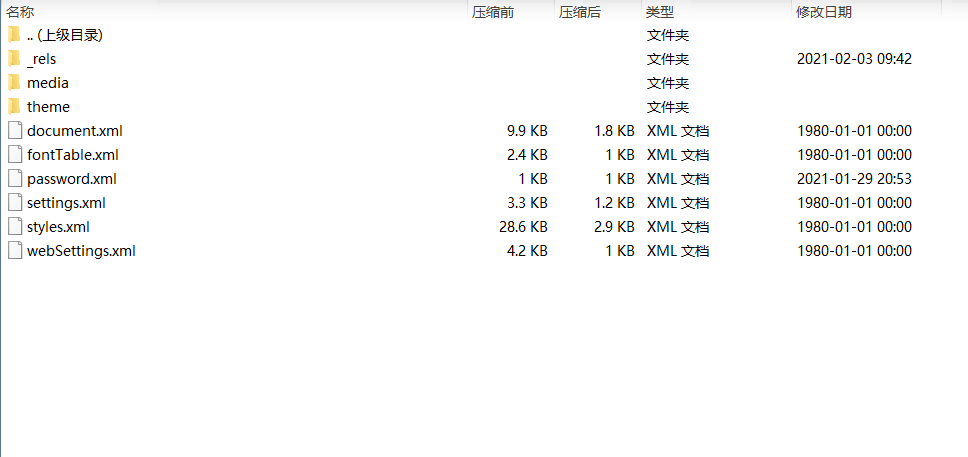 名称 压缩前 压缩后 类型 修改日期
.. (上级目录) 文件夹
_rels 文件夹 2021-02-03 09:42
media 文件夹
theme 文件夹
document.xml 9.9 KB 1.8 KB XML 文档 1980-01-01 00:00
fontTable.xml 2.4 KB 1 KB XML 文档 1980-01-01 00:00
password.xml 1 KB 1 KB XML 文档 2021-01-29 20:53
settings.xml 3.3 KB 1.2 KB XML 文档 1980-01-01 00:00
styles.xml 28.6 KB 2.9 KB XML 文档 1980-01-01 00:00
webSettings.xml 4.2 KB 1 KB XML 文档 1980-01-01 00:00